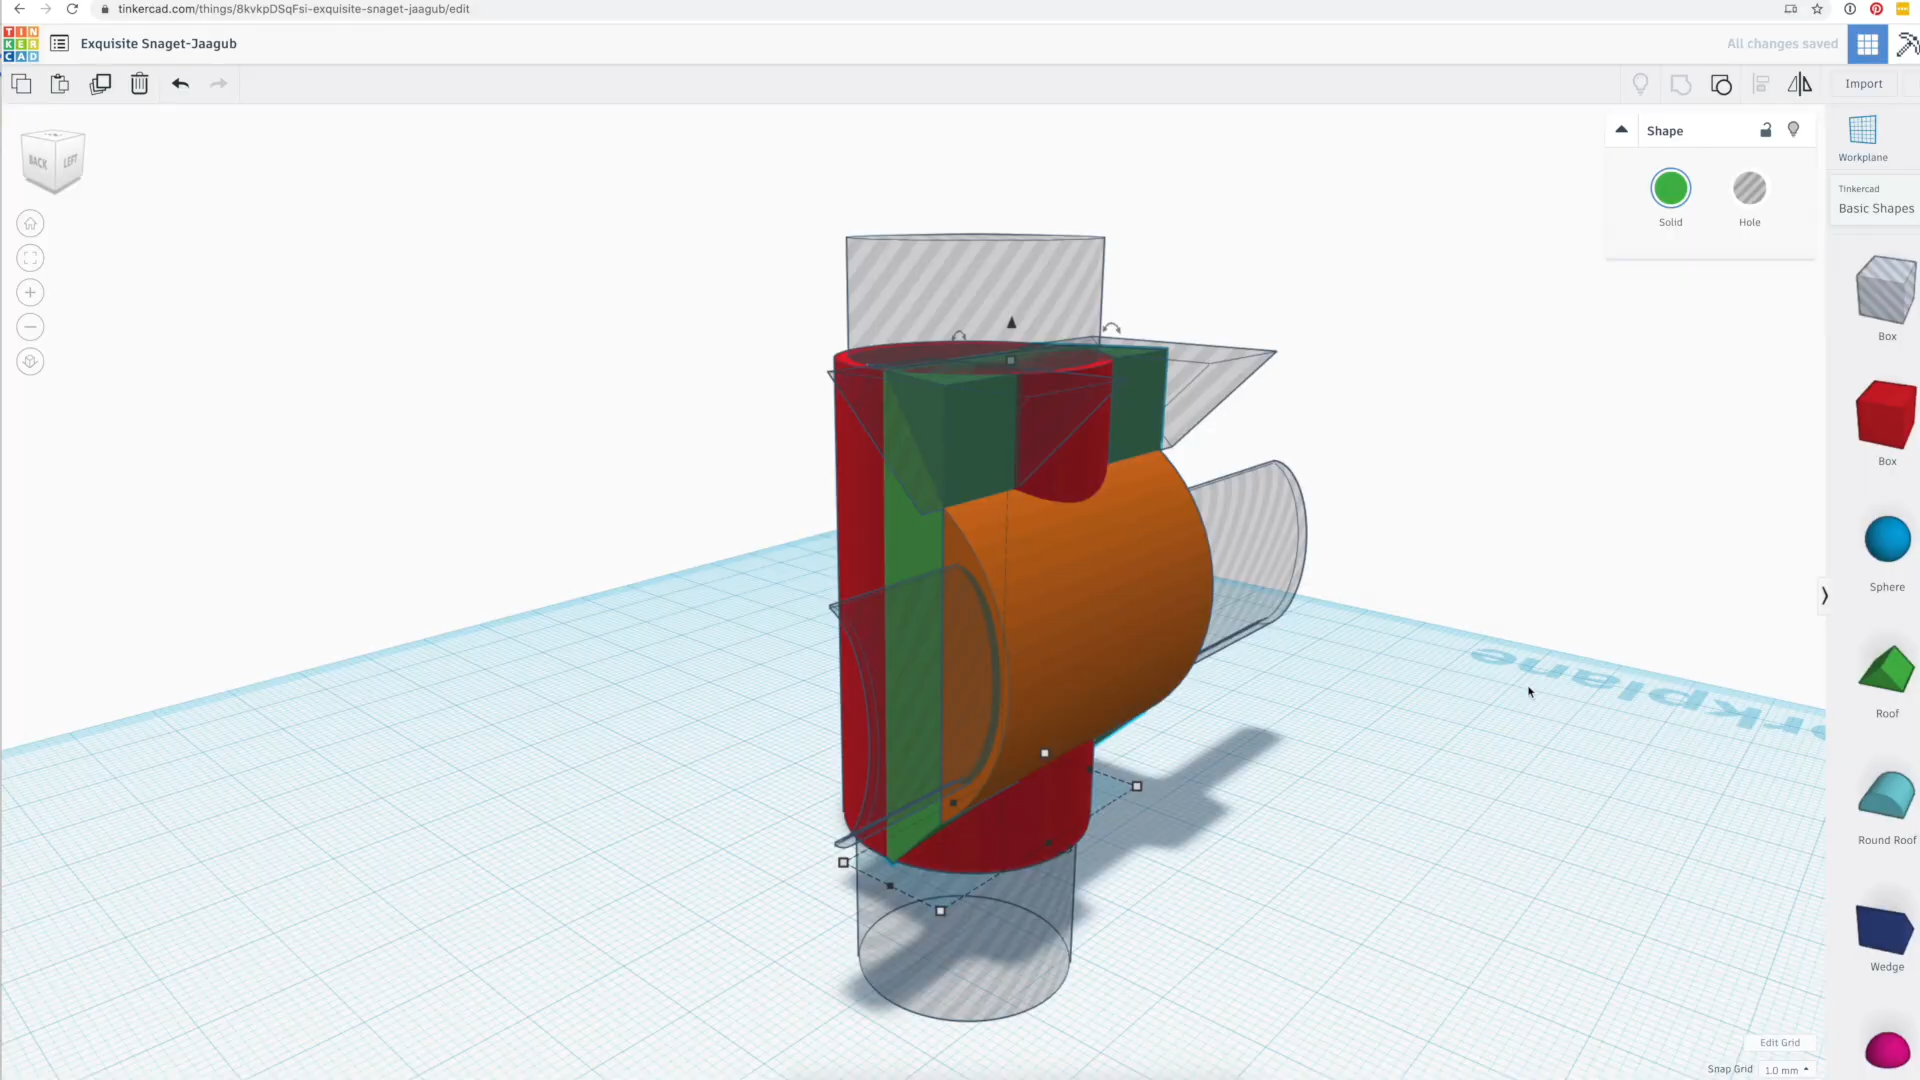 tinkercad.com/things/8kvkpDSqFsi-exquisite-snaget-jaagub/edit
TIN
KER
CAD
Exquisite Snaget-Jaagub
All changes saved
Import
BACK
LEFT
Shape
Solid
Hole
Workplane
Tinkercad
Basic Shapes
Box
Box
Sphere
Roof
Round Roof
Wedge
rkplane
Edit Grid
Snap Grid
1.0 mm